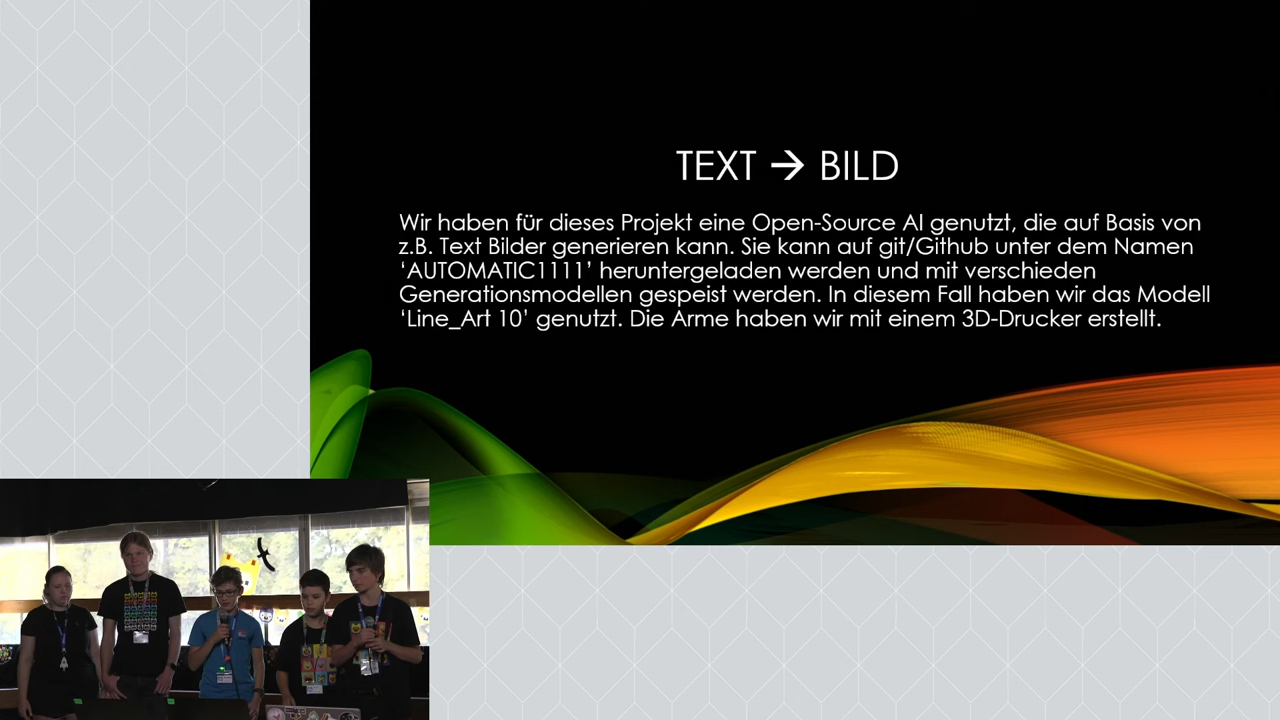 TEXT → BILD
Wir haben für dieses Projekt eine Open-Source AI genutzt, die auf Basis von
z.B. Text Bilder generieren kann. Sie kann auf git/Github unter dem Namen
‘AUTOMATIC1111’ heruntergeladen werden und mit verschieden
Generationsmodellen gespeist werden. In diesem Fall haben wir das Modell
‘Line_Art 10’ genutzt. Die Arme haben wir mit einem 3D-Drucker erstellt.